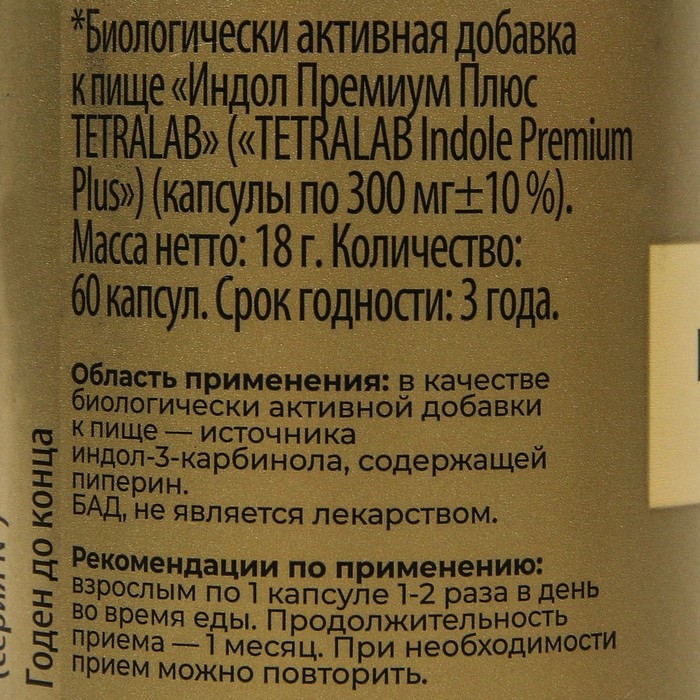 *Биологически активная добавка
к пище «Индол Премиум Плюс
TETRALAB» («TETRALAB Indole Premium
Plus») (капсулы по 300 мг±10 %).
Масса нетто: 18 г. Количество:
60 капсул. Срок годности: 3 года.
Область применения: в качестве
биологически активной добавки
к пище — источника
индол-3-карбинола, содержащей
пиперин.
БАД, не является лекарством.
Рекомендации по применению:
взрослым по 1 капсуле 1-2 раза в день
во время еды. Продолжительность
приема — 1 месяц. При необходимости
прием можно повторить.
Годен до конца